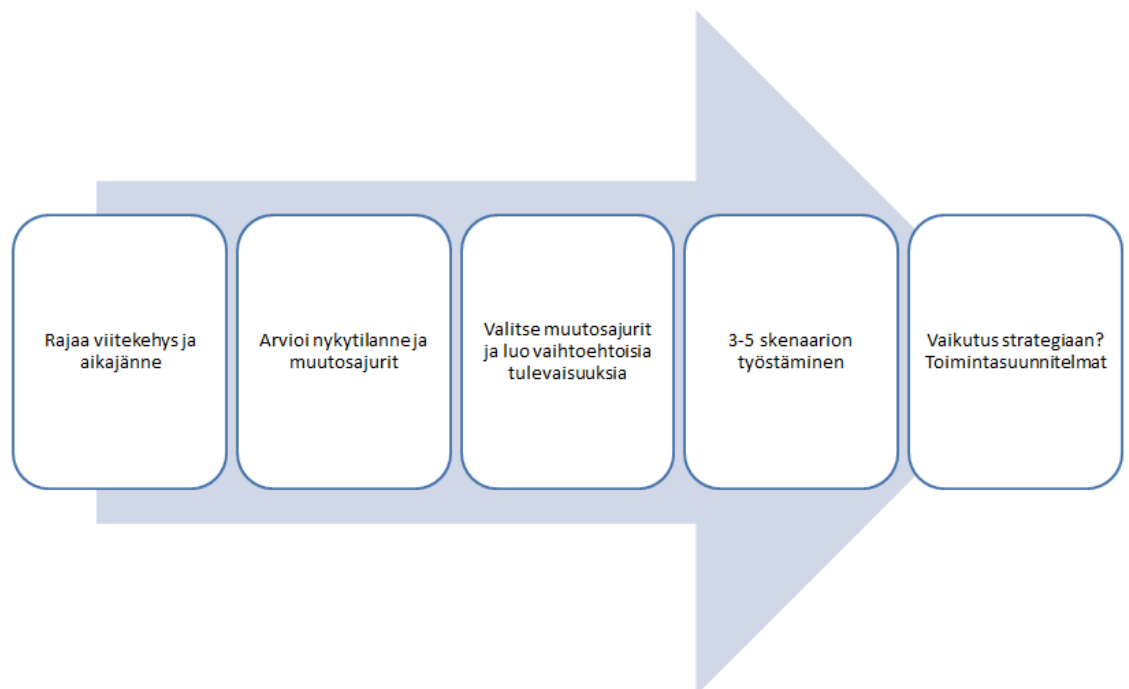 Rajaa viitekehys ja
aikajänne
Arvioi nykytilanne ja
muutosajurit
Valitse muutosajurit
ja luo vaihtoehtoisia
tulevaisuuksia
3-5 skenaarion
työstäminen
Vaikutus strategiaan?
Toimintasuunnitelmat